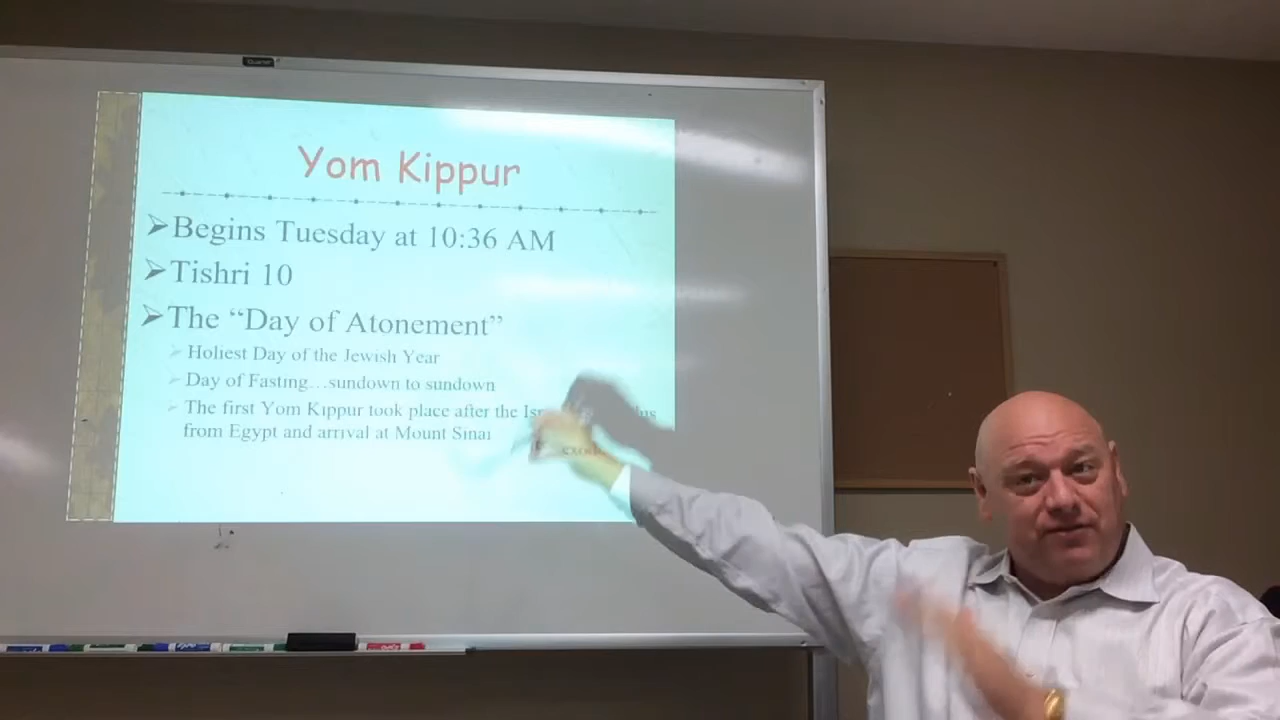 Quartet
Yom Kippur
Begins Tuesday at 10:36 AM
Tishri 10
The “Day of Atonement”
Holiest Day of the Jewish Year
Day of Fasting…sundown to sundown
The first Yom Kippur took place after the
from Egypt and arrival at Mount Sinai